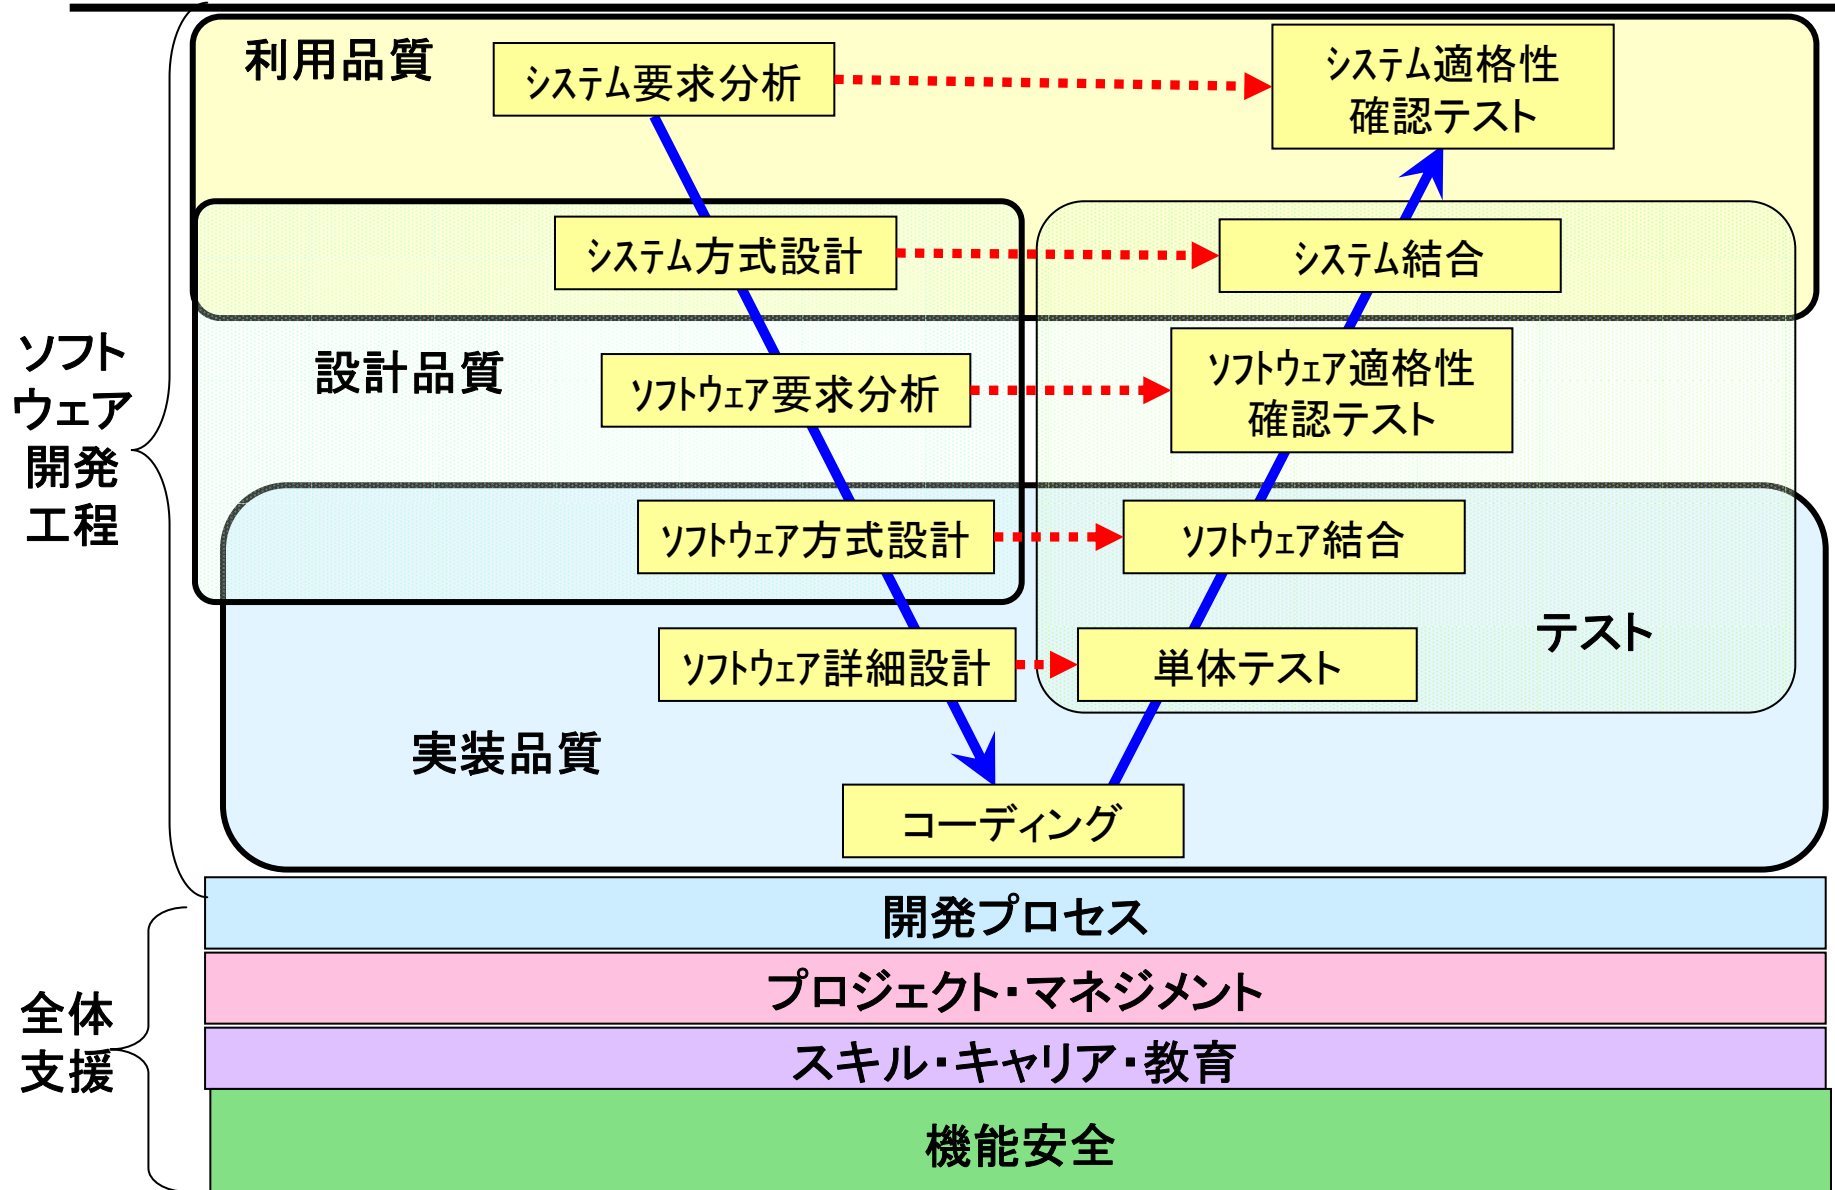 利用品質
ｼｽﾃﾑ要求分析
ｼｽﾃﾑ適格性
確認テスト
ｼｽﾃﾑ方式設計
ｼｽﾃﾑ結合
ソフト
ウェア
開発
工程
設計品質
ｿﾌﾄｳｪｱ要求分析
ｿﾌﾄｳｪｱ適格性
確認テスト
ｿﾌﾄｳｪｱ方式設計
ｿﾌﾄｳｪｱ結合
テスト
ｿﾌﾄｳｪｱ詳細設計
単体テスト
実装品質
コーディング
開発プロセス
全体
支援
プロジェクト・マネジメント
スキル・キャリア・教育
機能安全